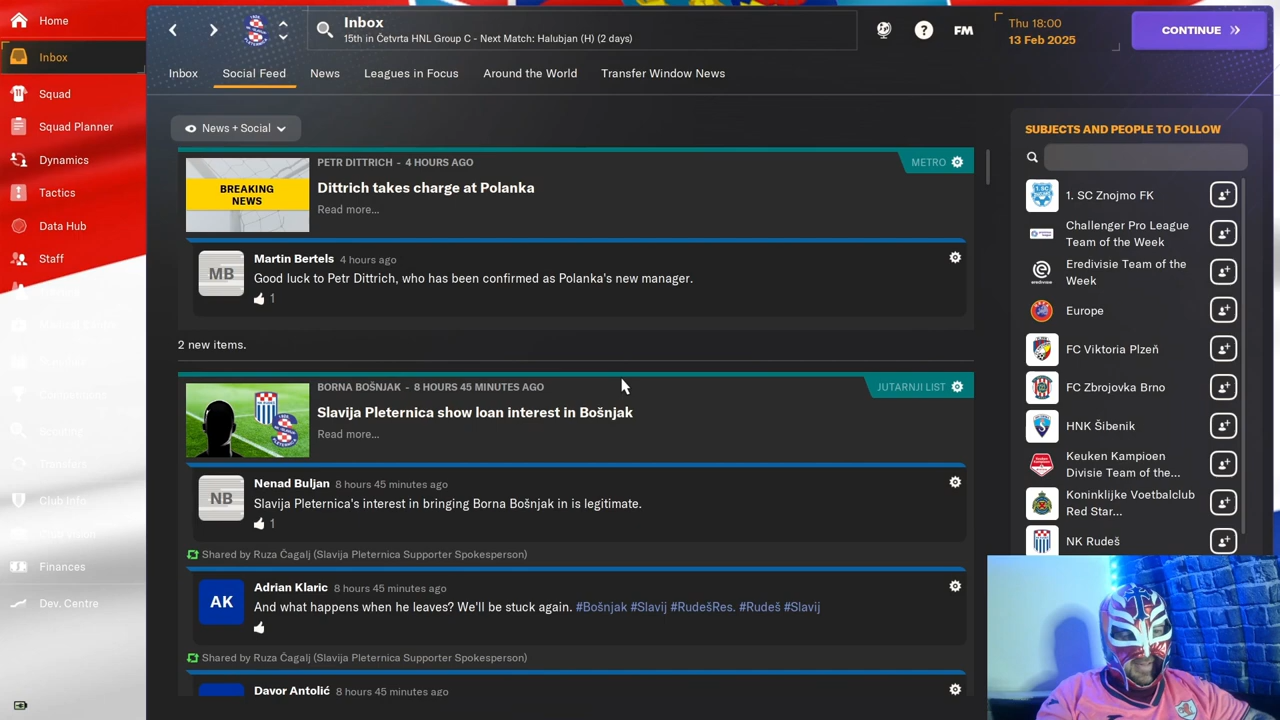 Home
Inbox
Squad
Squad Planner
Dynamics
Tactics
Data Hub
Staff
Transfers
Club Info
Club Vision
Finances
Dev. Centre
Inbox
15th in Četvrta HNL Group C - Next Match: Halubjan (H) (2 days)
FM
Thu 18:00
13 Feb 2025
CONTINUE
Inbox
Social Feed
News
Leagues in Focus
Around the World
Transfer Window News
News + Social
PETR DITTRICH - 4 HOURS AGO
METRO
BREAKING
NEWS
Dittrich takes charge at Polanka
Read more...
MB
Martin Bertels 4 hours ago
Good luck to Petr Dittrich, who has been confirmed as Polanka's new manager.
1
2 new items.
BORNA BOŠNJAK - 8 HOURS 45 MINUTES AGO
JUTARNJI LIST
Slavija Pleternica show loan interest in Bošnjak
Read more...
NB
Nenad Buljan 8 hours 45 minutes ago
Slavija Pleternica's interest in bringing Borna Bošnjak in is legitimate.
1
Shared by Ruza Čagalj (Slavija Pleternica Supporter Spokesperson)
AK
Adrian Klaric 8 hours 45 minutes ago
And what happens when he leaves? We'll be stuck again. #Bošnjak #Slavij #RudešRes. #Rudeš #Slavij
Shared by Ruza Čagalj (Slavija Pleternica Supporter Spokesperson)
Davor Antolić 8 hours 45 minutes ago
SUBJECTS AND PEOPLE TO FOLLOW
1. SC Znojmo FK
Challenger Pro League
Team of the Week
Eredivisie Team of the
Week
Europe
FC Viktoria Plzeň
FC Zbrojovka Brno
HNK Šibenik
Keuken Kampioen
Divisie Team of the...
Koninklijke Voetbalclub
Red Star...
NK Rudeš